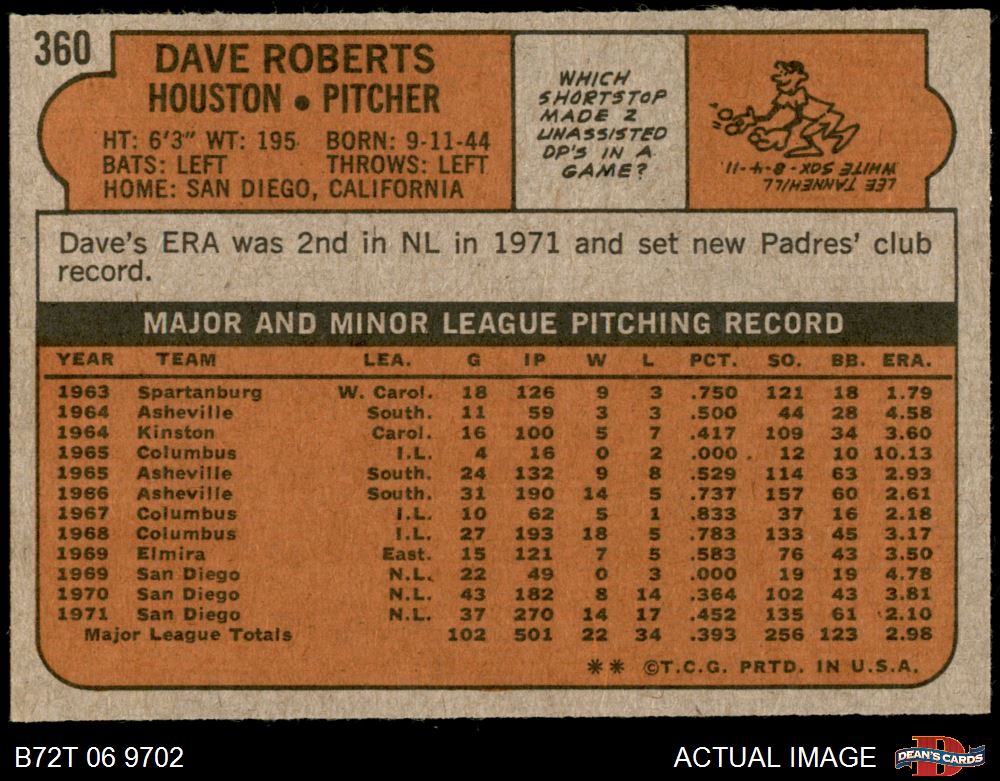 360
DAVE ROBERTS
HOUSTON • PITCHER
HT: 6'3" WT: 195 BORN: 9-11-44
BATS: LEFT THROWS: LEFT
HOME: SAN DIEGO, CALIFORNIA
WHICH
SHORTSTOP
MADE 2
UNASSISTED
DP'S IN A
GAME?
LEE TANNEHILL
WHITE SOX - 8-4-11
Dave's ERA was 2nd in NL in 1971 and set new Padres' club
record.
MAJOR AND MINOR LEAGUE PITCHING RECORD
YEAR TEAM LEA. G IP W L PCT. SO. BB. ERA.
1963 Spartanburg W. Carol. 18 126 9 3 .750 121 18 1.79
1964 Asheville South. 11 59 3 3 .500 44 28 4.58
1964 Kinston Carol. 16 100 5 7 .417 109 34 3.60
1965 Columbus I.L. 4 16 0 2 .000 12 10 10.13
1965 Asheville South. 24 132 9 8 .529 114 63 2.93
1966 Asheville South. 31 190 14 5 .737 157 60 2.61
1967 Columbus I.L. 10 62 5 1 .833 37 16 2.18
1968 Columbus I.L. 27 193 18 5 .783 133 45 3.17
1969 Elmira East. 15 121 7 5 .583 76 43 3.50
1969 San Diego N.L. 22 49 0 3 .000 19 19 4.78
1970 San Diego N.L. 43 182 8 14 .364 102 43 3.81
1971 San Diego N.L. 37 270 14 17 .452 135 61 2.10
Major League Totals 102 501 22 34 .393 256 123 2.98
** ©T.C.G. PRTD. IN U.S.A.
B72T 06 9702
ACTUAL IMAGE
D
DEAN'S CARDS